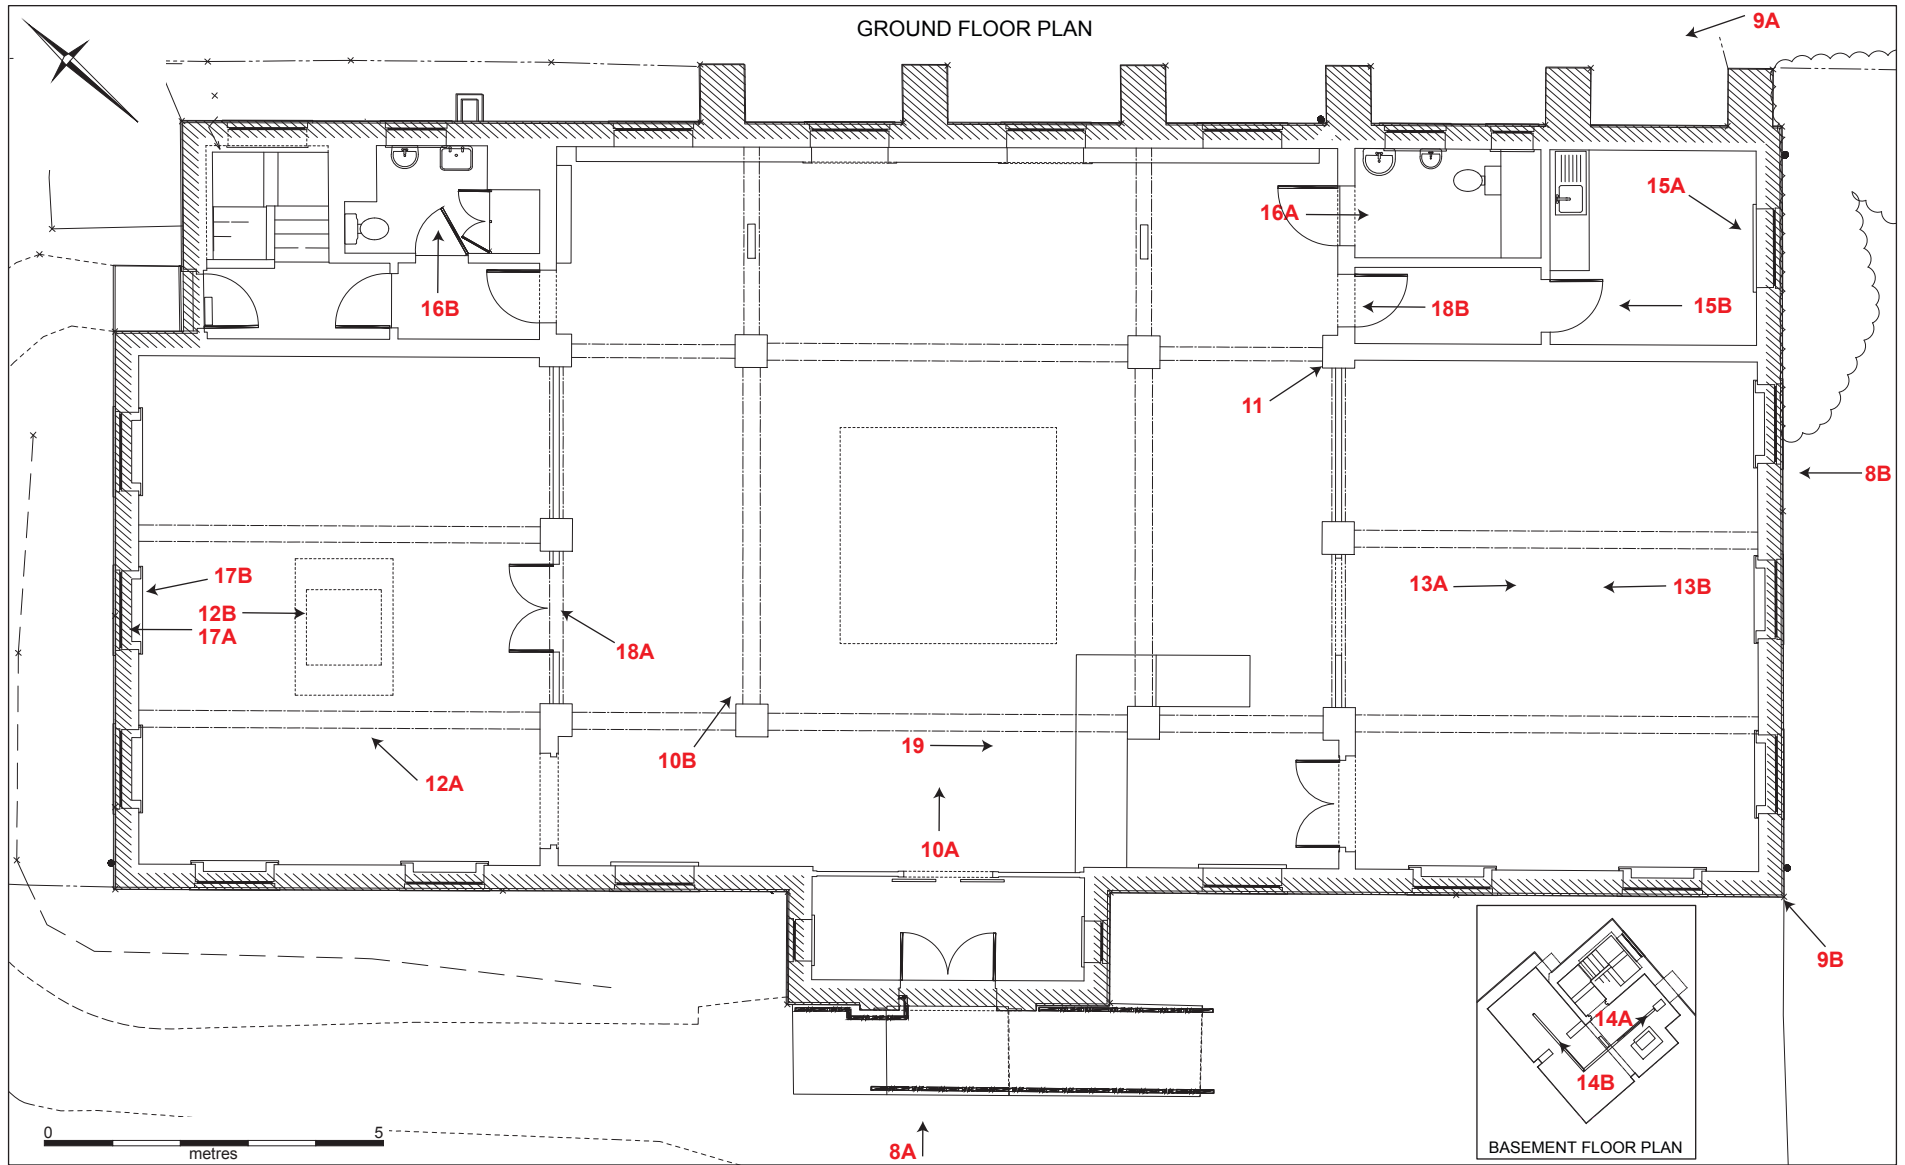 GROUND FLOOR PLAN
9A
15A
16A
16B
18B
15B
11
8B
17B
12B
17A
13A
13B
18A
10B
19
12A
10A
9B
14A
14B
BASEMENT FLOOR PLAN
0 5
metres
8A